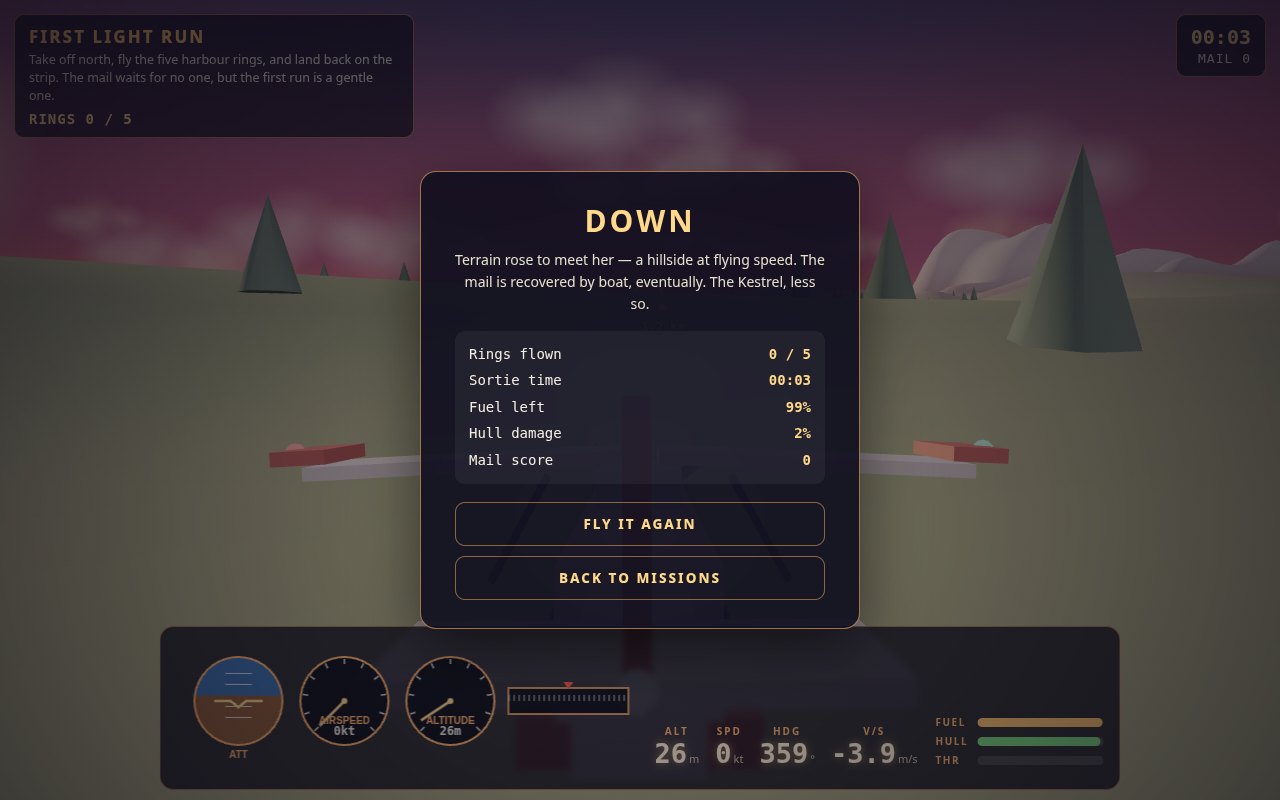 FIRST LIGHT RUN
Take off north, fly the five harbour rings, and land back on the
strip. The mail waits for no one, but the first run is a gentle
one.
RINGS 0 / 5
00:03
MAIL 0
DOWN
Terrain rose to meet her — a hillside at flying speed. The
mail is recovered by boat, eventually. The Kestrel, less
so.
Rings flown 0 / 5
Sortie time 00:03
Fuel left 99%
Hull damage 2%
Mail score 0
FLY IT AGAIN
BACK TO MISSIONS
ATT
AIRSPEED
0kt
ALTITUDE
26m
ALT SPD HDG V/S
26m 0kt 359° -3.9m/s
FUEL
HULL
THR